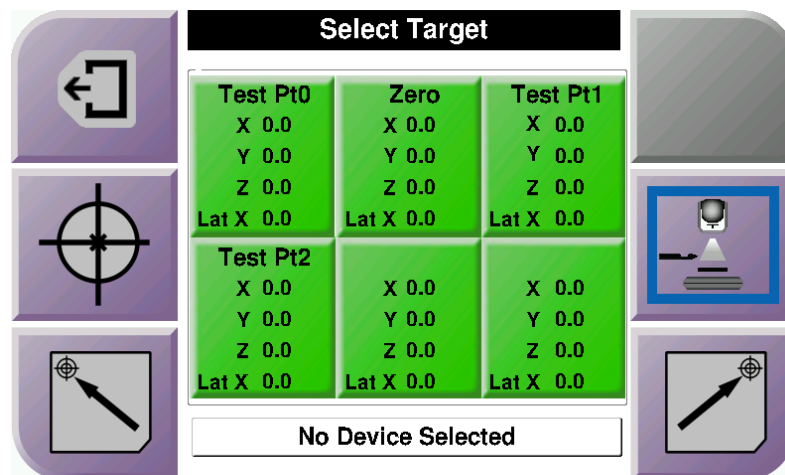 Select Target
Test Pt0
X 0.0
Y 0.0
Z 0.0
Lat X 0.0
Zero
X 0.0
Y 0.0
Z 0.0
Lat X 0.0
Test Pt1
X 0.0
Y 0.0
Z 0.0
Lat X 0.0
Test Pt2
X 0.0
Y 0.0
Z 0.0
Lat X 0.0
X 0.0
Y 0.0
Z 0.0
Lat X 0.0
X 0.0
Y 0.0
Z 0.0
Lat X 0.0
No Device Selected